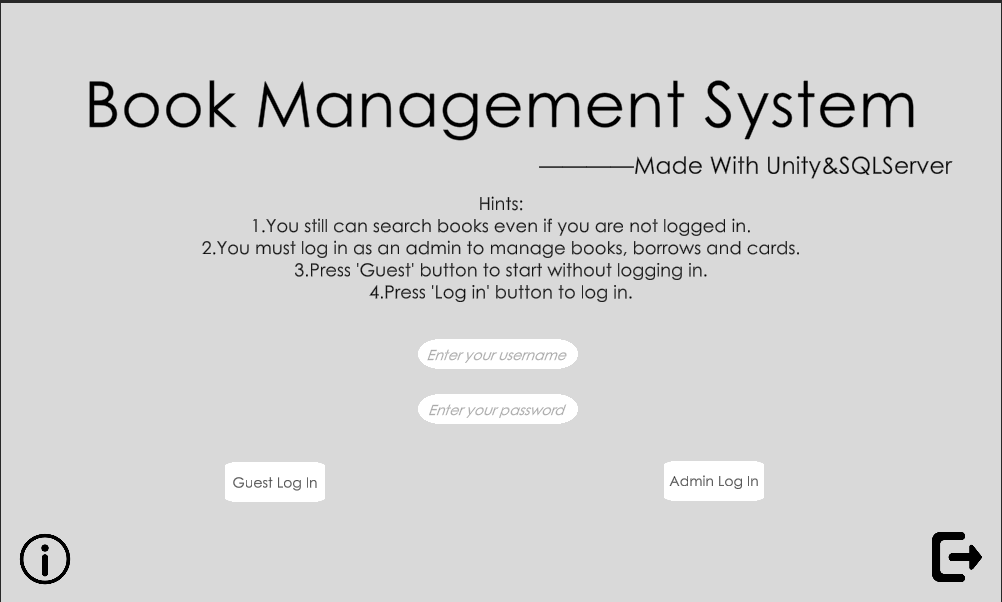 Book Management System
————Made With Unity&SQLServer
Hints:
1.You still can search books even if you are not logged in.
2.You must log in as an admin to manage books, borrows and cards.
3.Press 'Guest' button to start without logging in.
4.Press 'Log in' button to log in.
Enter your username
Enter your password
Guest Log In
Admin Log In